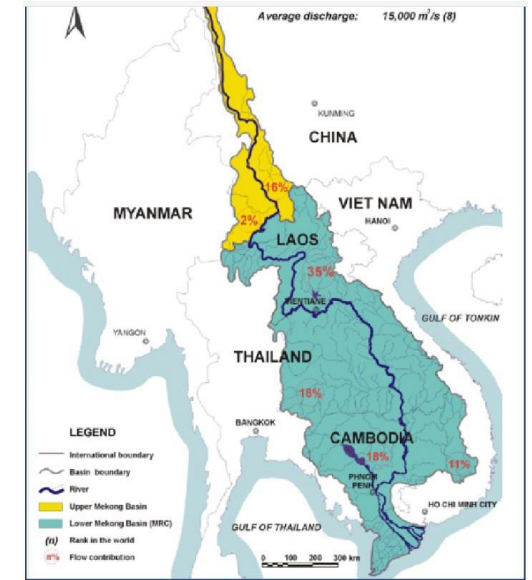 Average discharge: 15,000 m³/s (8)
KUNMING
CHINA
16%
MYANMAR
2%
VIET NAM
HANOI
LAOS
35%
VIENTIANE
GULF OF TONKIN
YANGON
THAILAND
18%
BANGKOK
CAMBODIA
18%
11%
PHNOM
PENH
HO CHI MINH CITY
GULF OF THAILAND
0 100 200 300 km
LEGEND
International boundary
Basin boundary
River
Upper Mekong Basin
Lower Mekong Basin (MRC)
(n) Rank in the world
n% Flow contribution